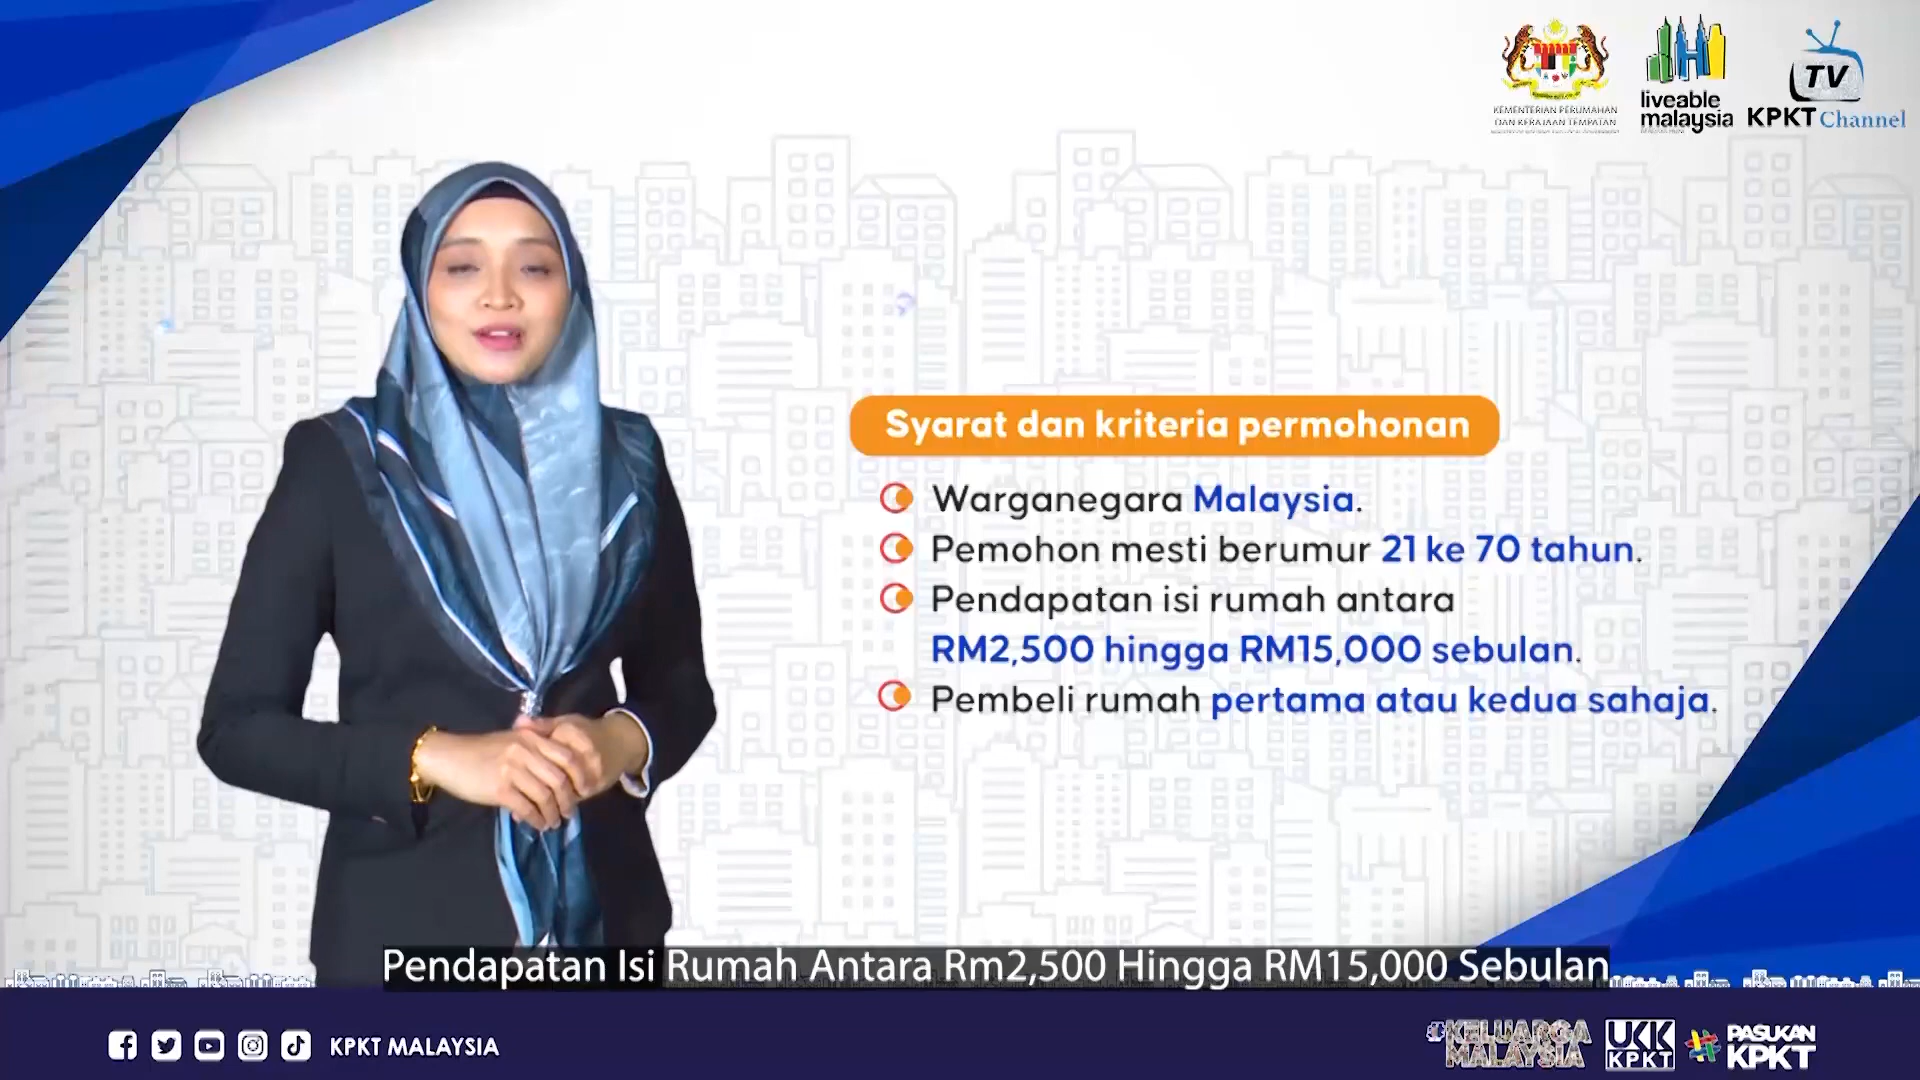 KEMENTERIAN PERUMAHAN
DAN KERAJAAN TEMPATAN
liveable
malaysia
TV
KPKT Channel
Syarat dan kriteria permohonan
Warganegara Malaysia.
Pemohon mesti berumur 21 ke 70 tahun.
Pendapatan isi rumah antara
RM2,500 hingga RM15,000 sebulan.
Pembeli rumah pertama atau kedua sahaja.
Pendapatan Isi Rumah Antara Rm2,500 Hingga RM15,000 Sebulan
KPKT MALAYSIA
#KELUARGA
MALAYSIA
UKK
KPKT
PASUKAN
KPKT